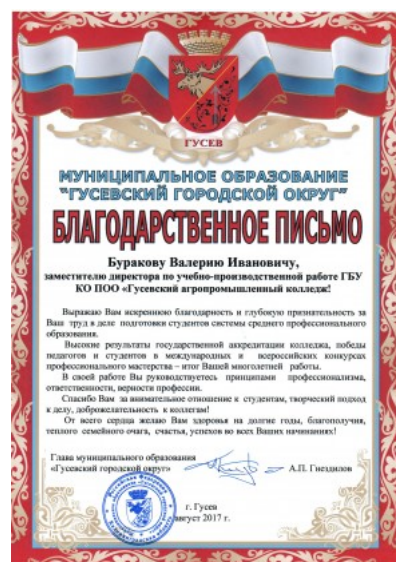 ГУСЕВ
МУНИЦИПАЛЬНОЕ ОБРАЗОВАНИЕ
"ГУСЕВСКИЙ ГОРОДСКОЙ ОКРУГ"
БЛАГОДАРСТВЕННОЕ ПИСЬМО
Буракову Валерию Ивановичу,
заместителю директора по учебно-производственной работе ГБУ
КО ПОО «Гусевский агропромышленный колледж!
Выражаю Вам искреннюю благодарность и глубокую признательность за
Ваш труд в деле подготовки студентов системы среднего профессионального
образования.
Высокие результаты государственной аккредитации колледжа, победы
педагогов и студентов в международных и всероссийских конкурсах
профессионального мастерства – итог Вашей многолетней работы.
В своей работе Вы руководствуетесь принципами профессионализма,
ответственности, верности профессии.
Спасибо Вам за внимательное отношение к студентам, творческий подход
к делу, доброжелательность к коллегам!
От всего сердца желаю Вам здоровья на долгие годы, благополучия,
теплого семейного очага, счастья, успехов во всех Ваших начинаниях!
Глава муниципального образования
«Гусевский городской округ» А.П. Гнездилов
Российская Федерация
г. Гусев
август 2017 г.